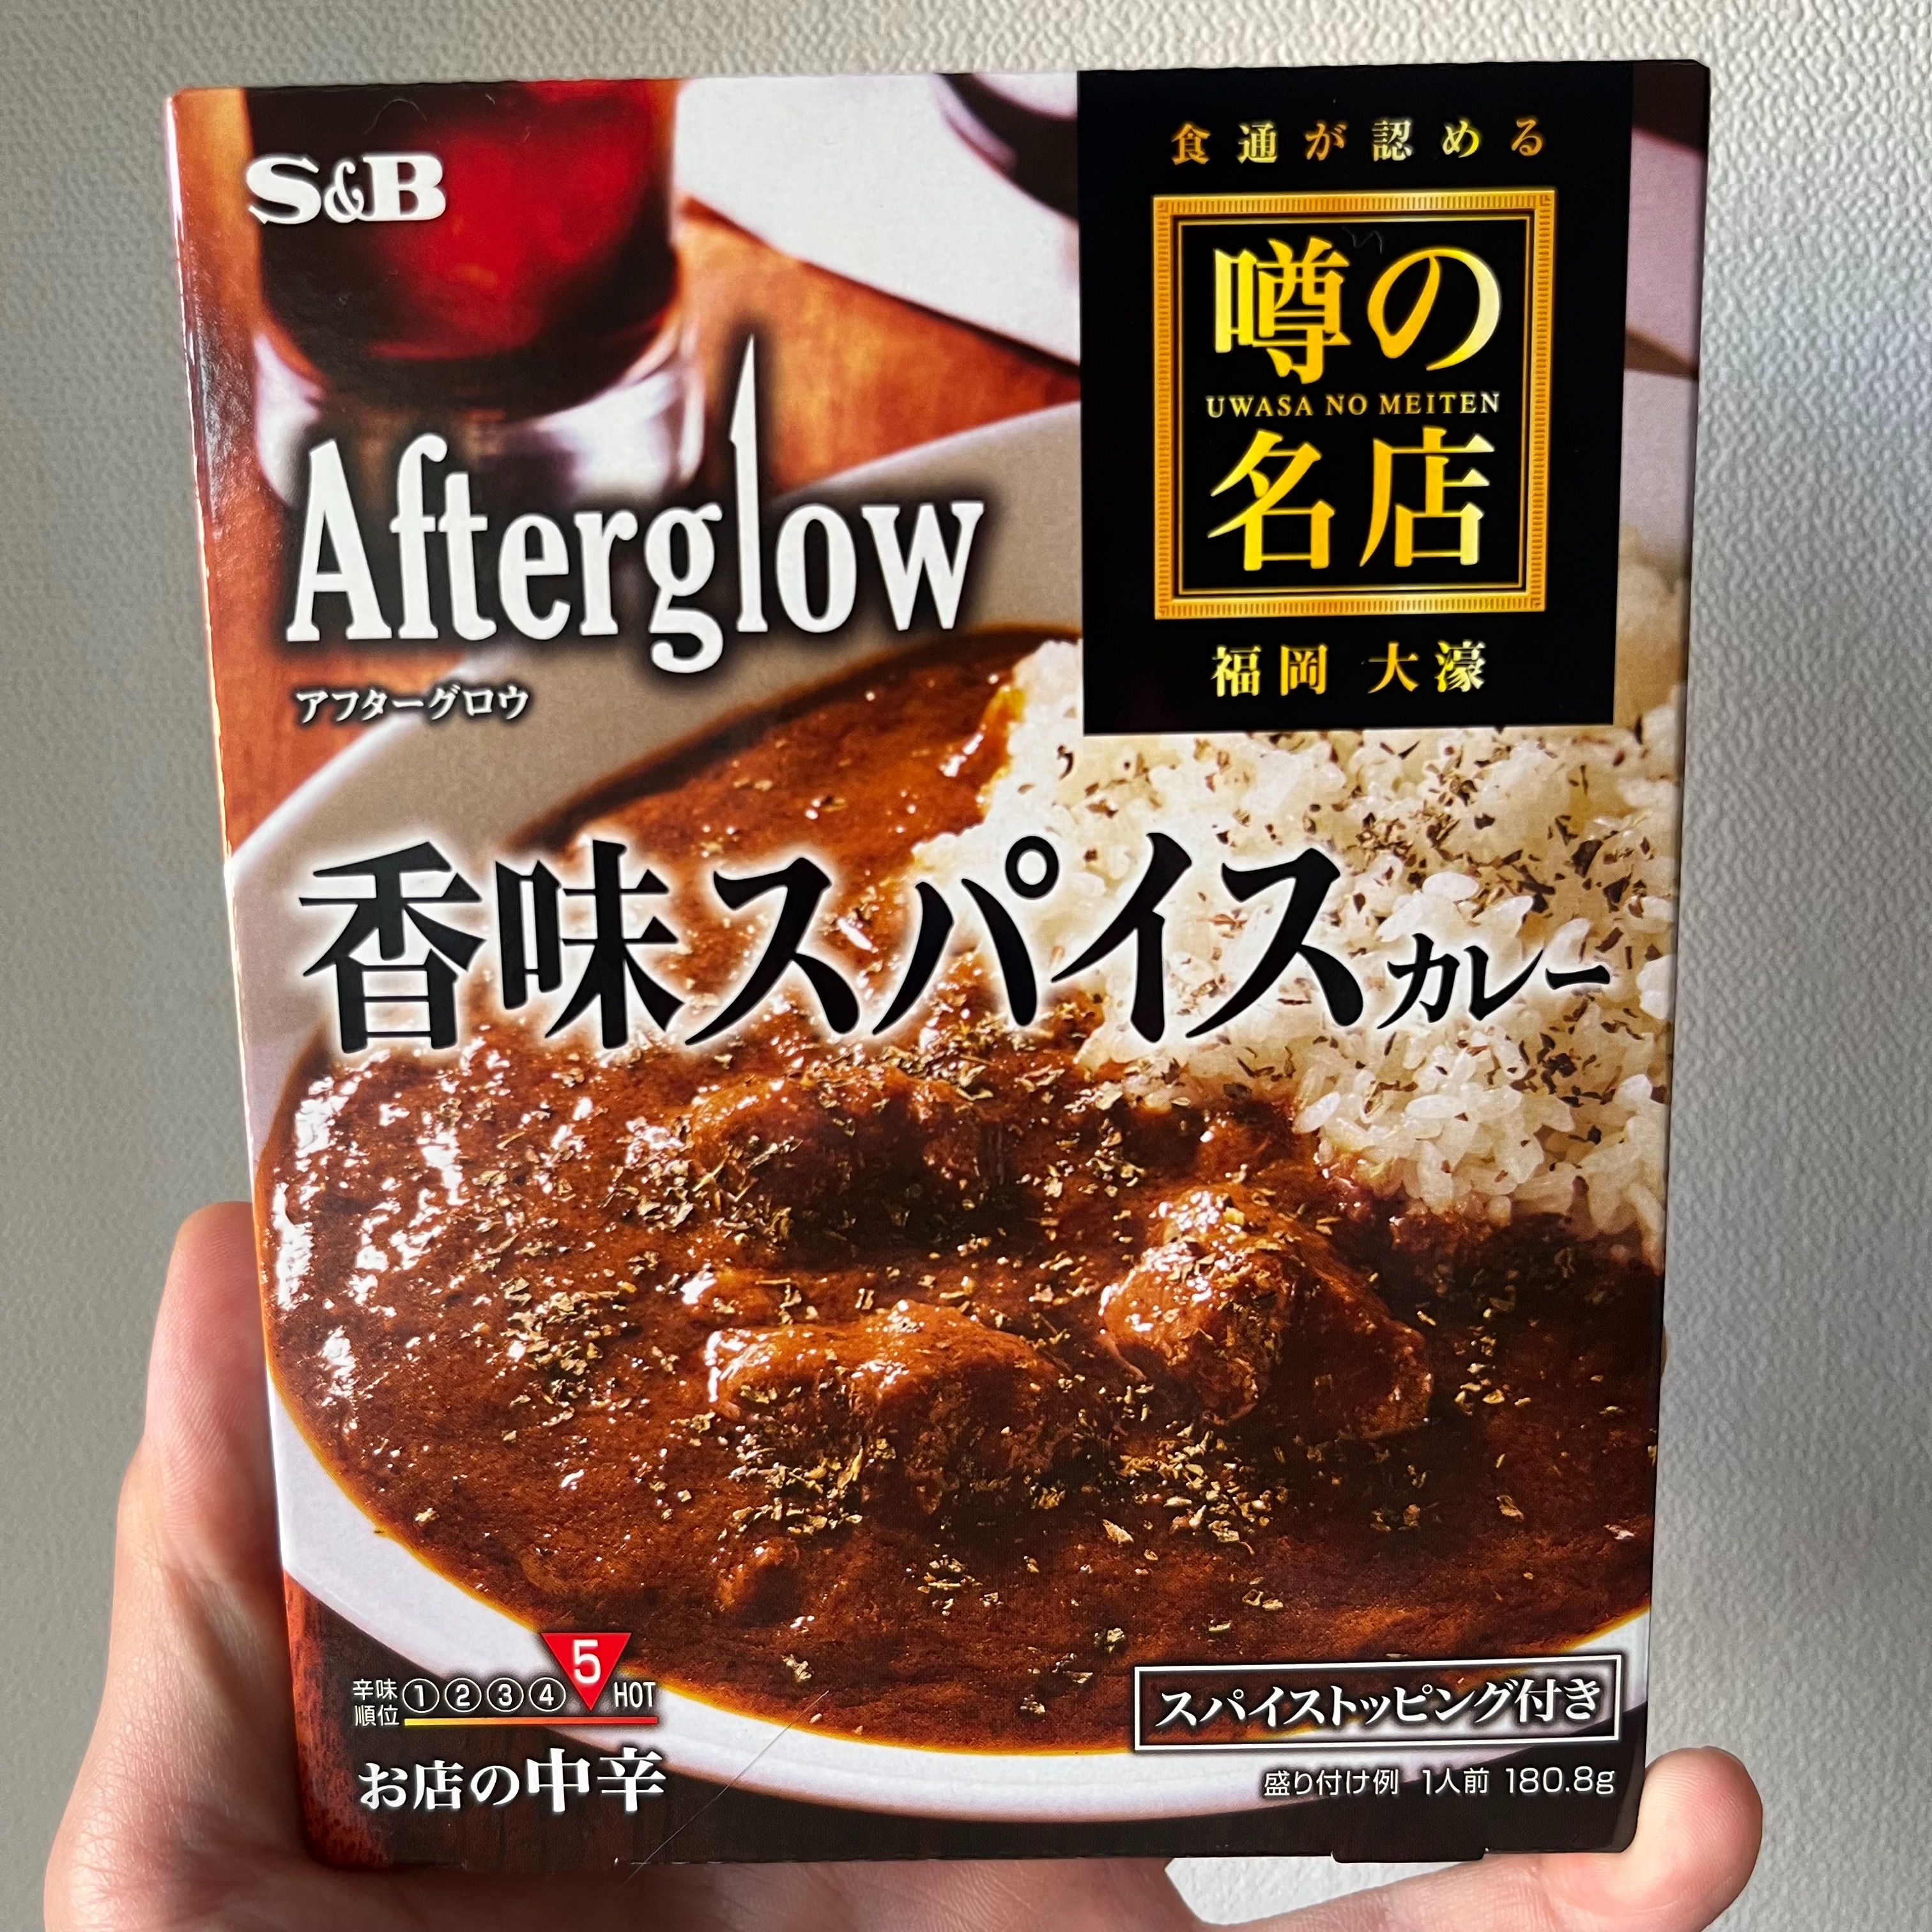 S&B
食通が認める
噂の
UWASA NO MEITEN
名店
福岡 大濠
Afterglow
アフターグロウ
香味スパイスカレー
辛味順位 1 2 3 4 5 HOT
お店の中辛
スパイストッピング付き
盛り付け例 1人前 180.8g